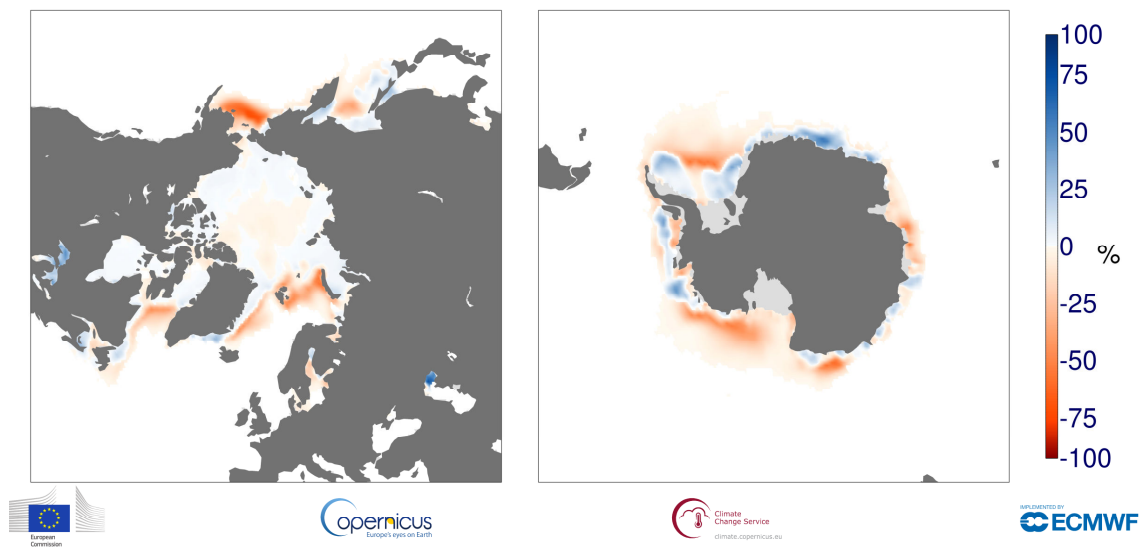 100
75
50
25
0
-25
-50
-75
-100
%
European
Commission
opernicus
Europe's eyes on Earth
Climate
Change Service
climate.copernicus.eu
IMPLEMENTED BY
ECMWF